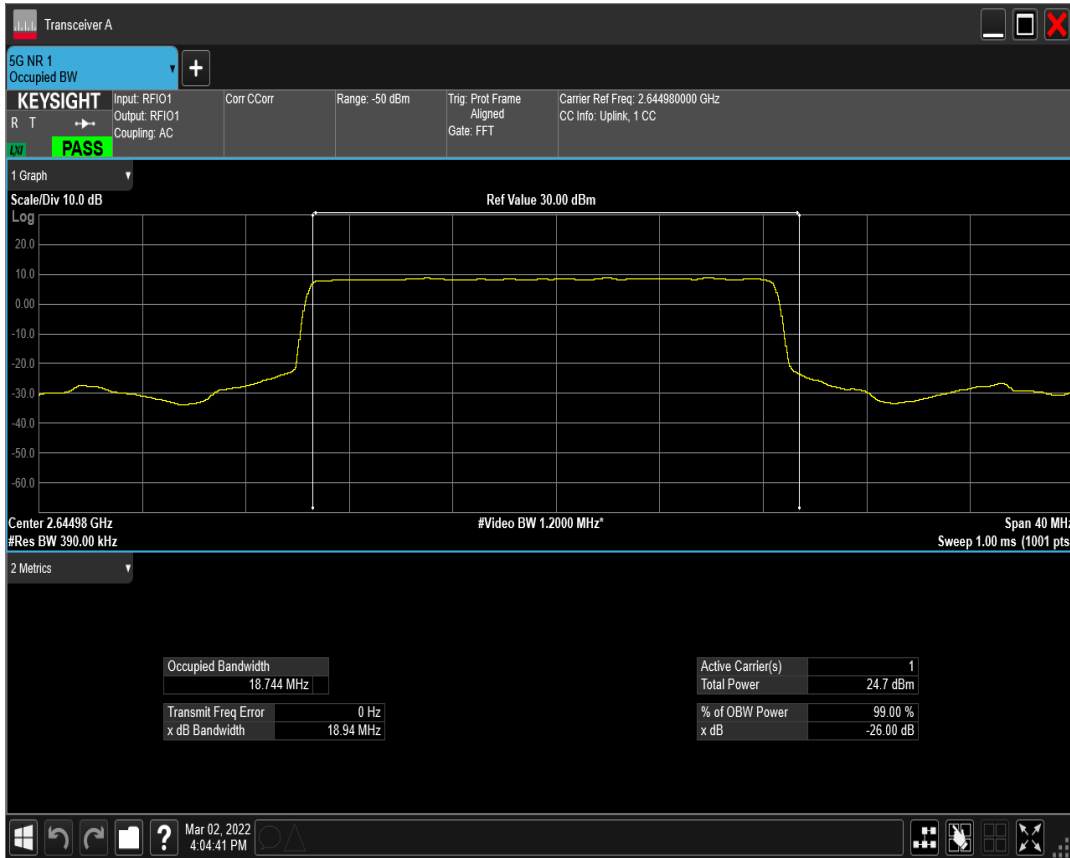 Transceiver A
5G NR 1
Occupied BW
+
KEYSIGHT
R T
LXI PASS
Input: RFIO1
Output: RFIO1
Coupling: AC
Corr CCorr
Range: -50 dBm
Trig: Prot Frame
Aligned
Gate: FFT
Carrier Ref Freq: 2.644980000 GHz
CC Info: Uplink, 1 CC
1 Graph
Scale/Div 10.0 dB
Ref Value 30.00 dBm
Log
20.0
10.0
0.00
-10.0
-20.0
-30.0
-40.0
-50.0
-60.0
Center 2.64498 GHz
#Video BW 1.2000 MHz*
Span 40 MHz
#Res BW 390.00 kHz
Sweep 1.00 ms (1001 pts
2 Metrics
Occupied Bandwidth
18.744 MHz
Transmit Freq Error 0 Hz
x dB Bandwidth 18.94 MHz
Active Carrier(s) 1
Total Power 24.7 dBm
% of OBW Power 99.00 %
x dB -26.00 dB
?
Mar 02, 2022
4:04:41 PM